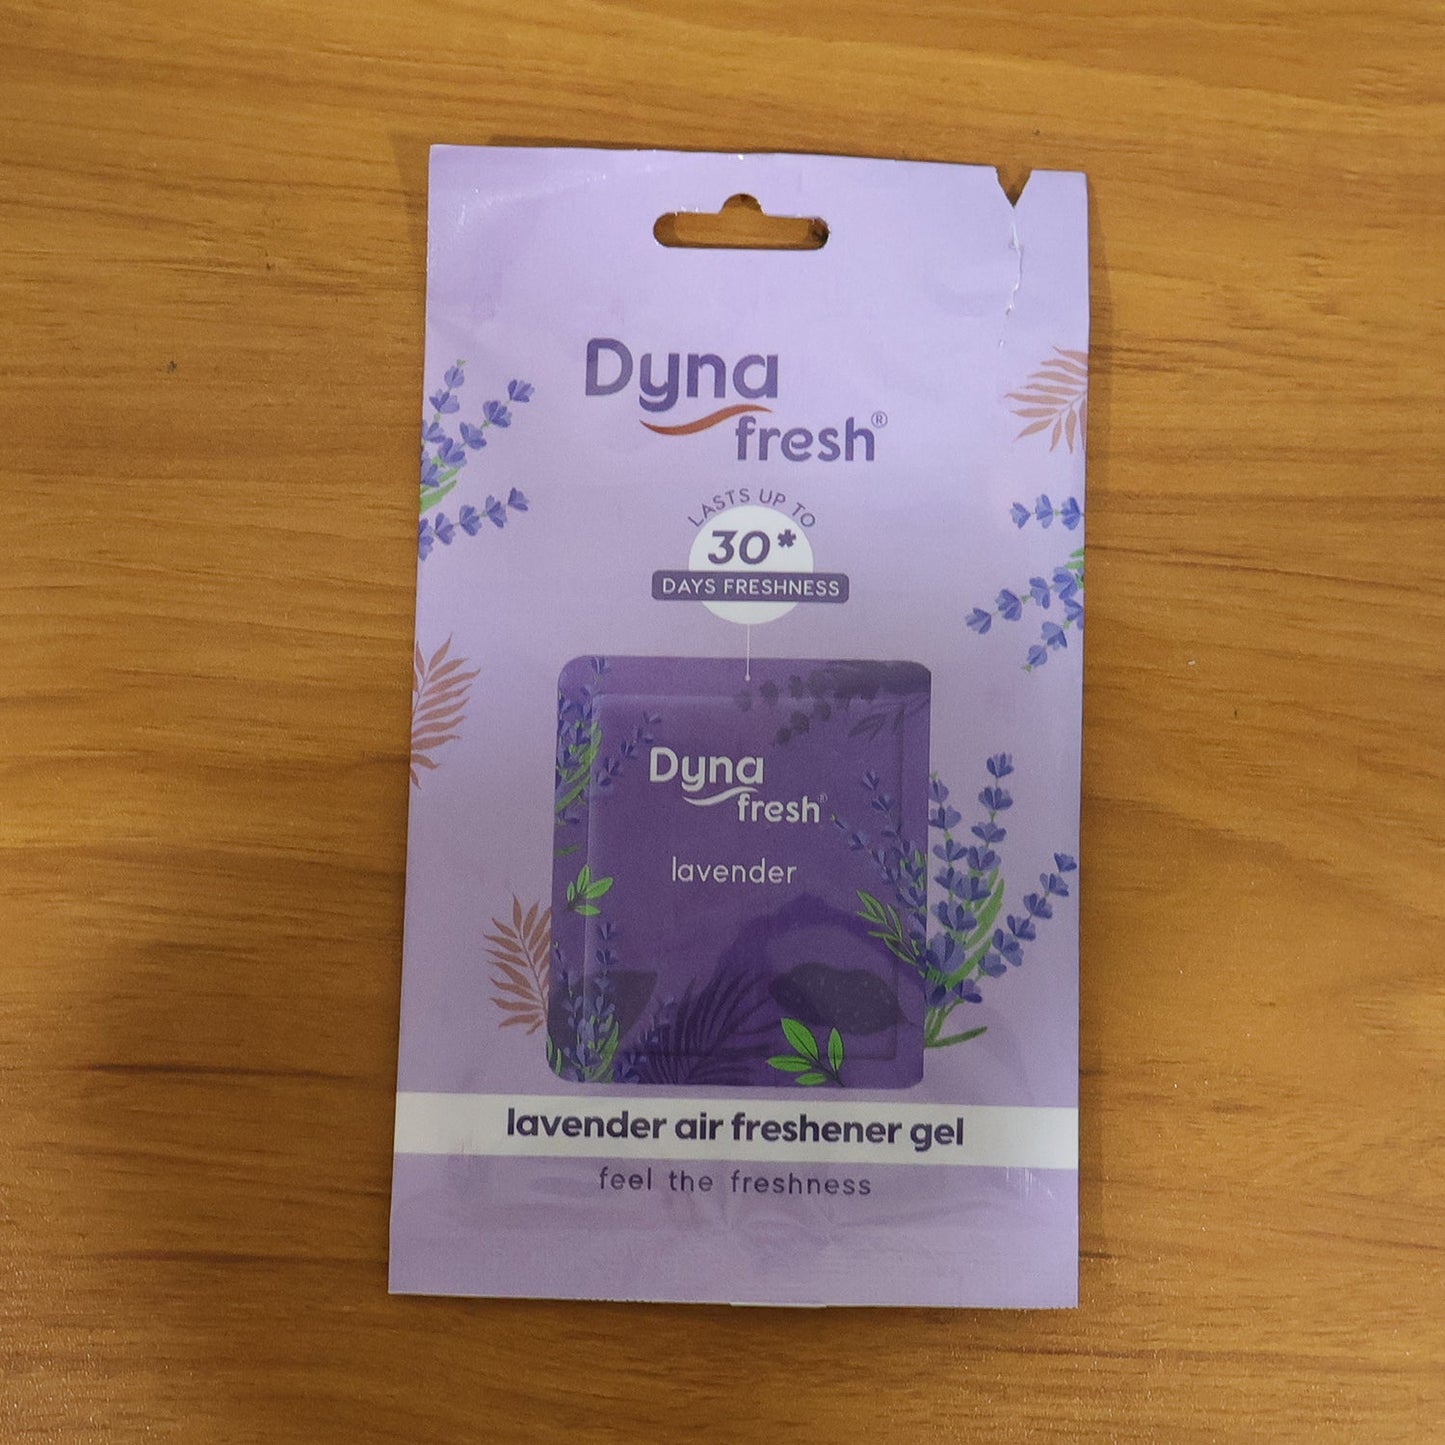 Dyna
fresh®
LASTS UP TO
30*
DAYS FRESHNESS
Dyna
fresh®
lavender
lavender air freshener gel
feel the freshness